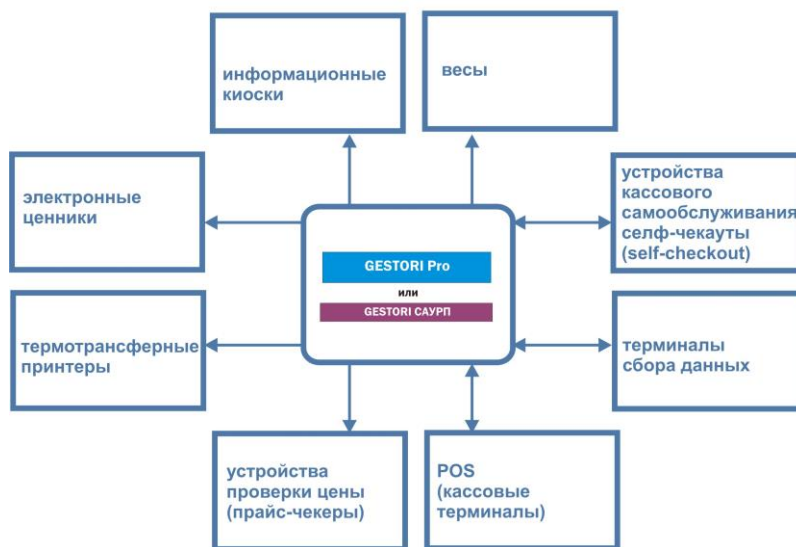 информационные
киоски
весы
электронные
ценники
устройства
кассового
самообслуживания
селф-чекауты
(self-checkout)
GESTORI Pro
или
GESTORI САУРП
термотрансферные
принтеры
терминалы
сбора данных
устройства
проверки цены
(прайс-чекеры)
POS
(кассовые
терминалы)